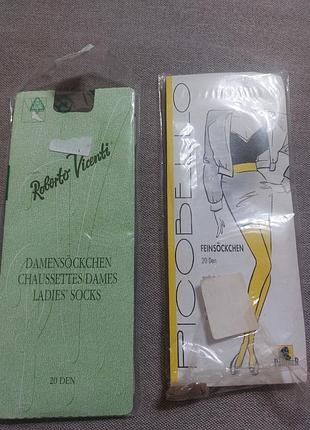 Roberto Vicenti
DAMENSÖCKCHEN
CHAUSSETTES/DAMES
LADIES' SOCKS
20 DEN
PICOBELLO
FEINSÖCKCHEN
20 Den